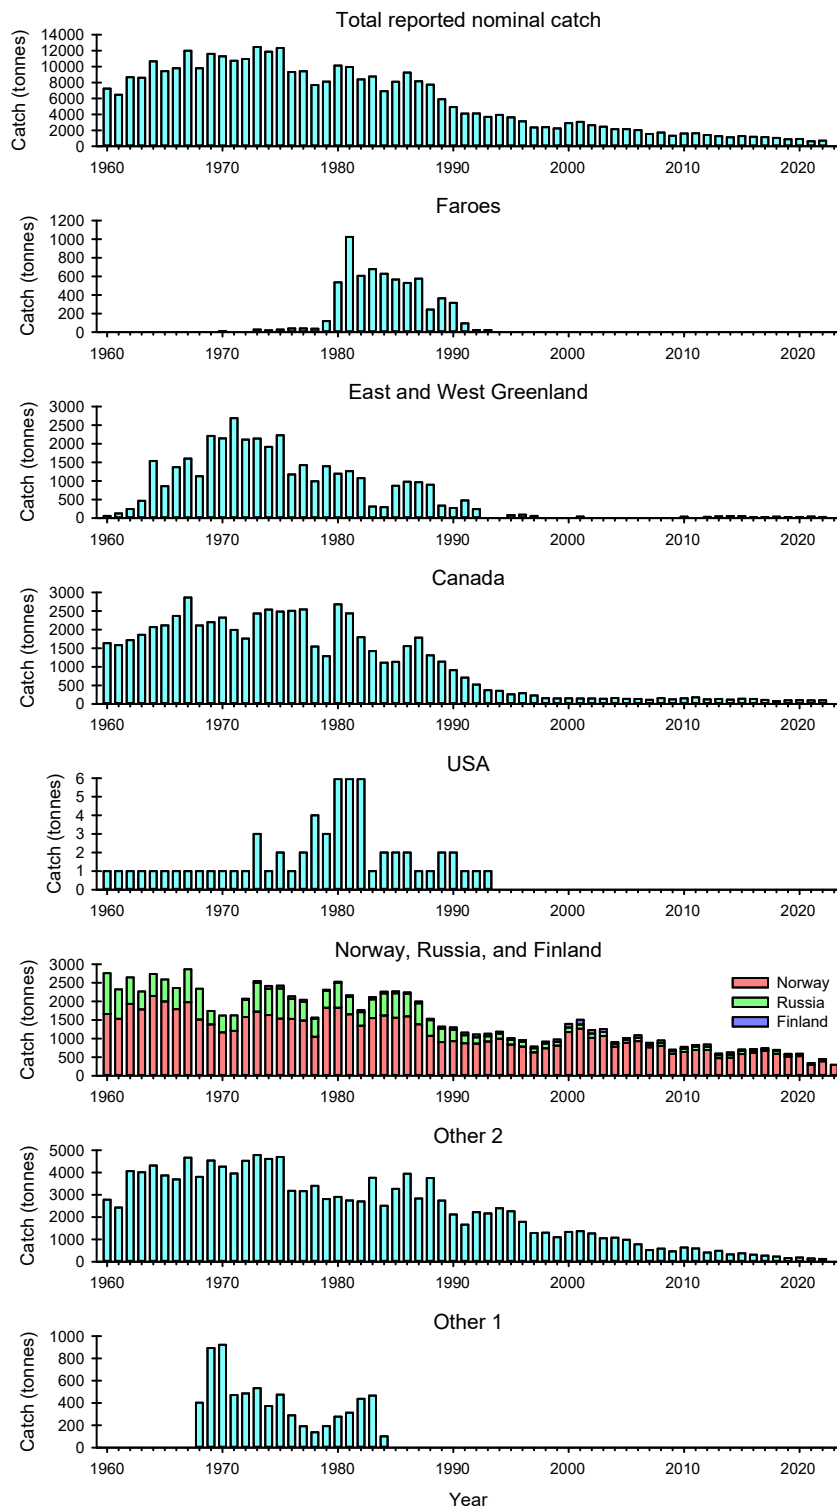 Total reported nominal catch
Catch (tonnes)
14000
12000
10000
8000
6000
4000
2000
0
1960 1970 1980 1990 2000 2010 2020
Faroes
Catch (tonnes)
1200
1000
800
600
400
200
0
1960 1970 1980 1990 2000 2010 2020
East and West Greenland
Catch (tonnes)
3000
2500
2000
1500
1000
500
0
1960 1970 1980 1990 2000 2010 2020
Canada
Catch (tonnes)
3000
2500
2000
1500
1000
500
0
1960 1970 1980 1990 2000 2010 2020
USA
Catch (tonnes)
6
5
4
3
2
1
0
1960 1970 1980 1990 2000 2010 2020
Norway, Russia, and Finland
Catch (tonnes)
3000
2500
2000
1500
1000
500
0
Norway
Russia
Finland
1960 1970 1980 1990 2000 2010 2020
Other 2
Catch (tonnes)
5000
4000
3000
2000
1000
0
1960 1970 1980 1990 2000 2010 2020
Other 1
Catch (tonnes)
1000
800
600
400
200
0
1960 1970 1980 1990 2000 2010 2020
Year